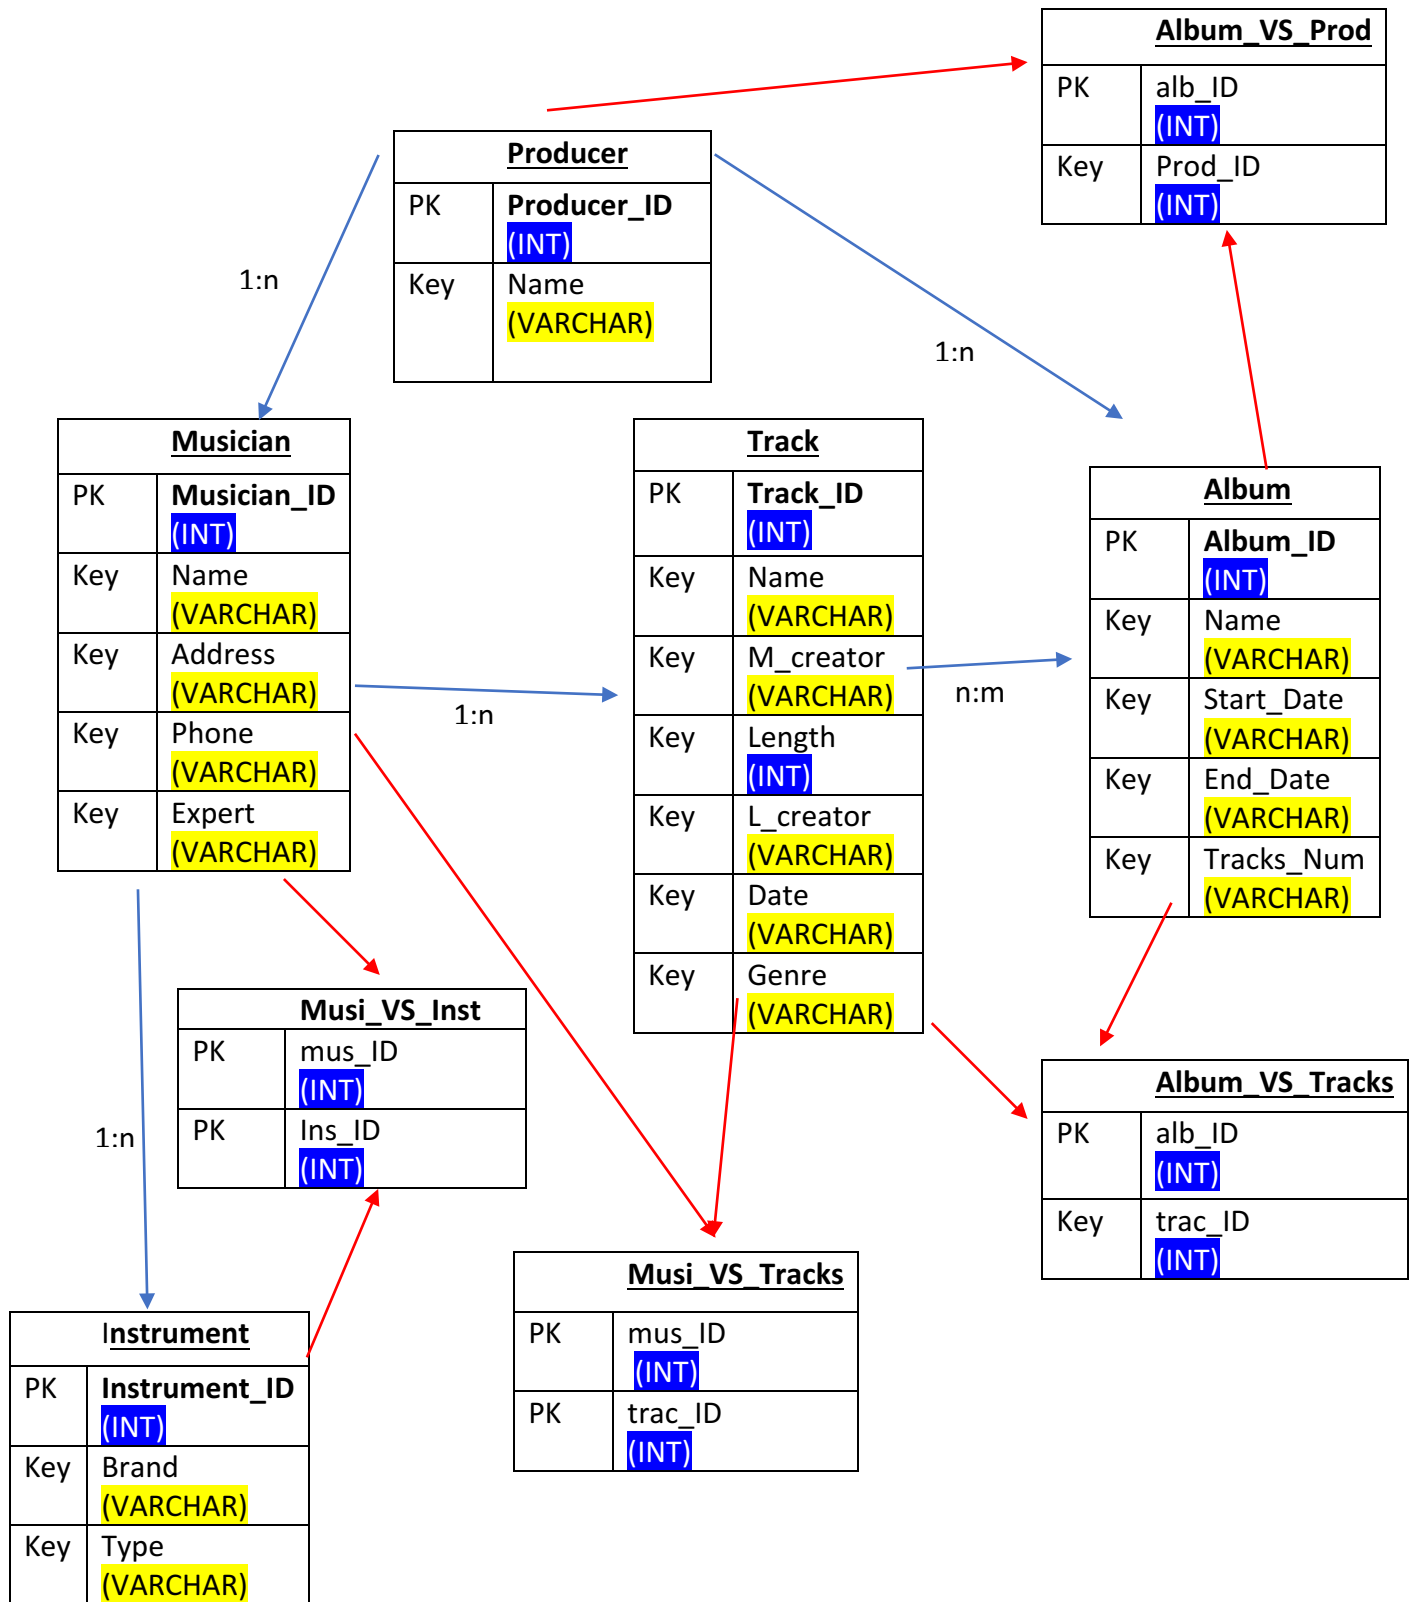 Album_VS_Prod
PK alb_ID
(INT)
Key Prod_ID
(INT)
Producer
PK Producer_ID
(INT)
Key Name
(VARCHAR)
1:n
1:n
Musician
PK Musician_ID
(INT)
Key Name
(VARCHAR)
Key Address
(VARCHAR)
Key Phone
(VARCHAR)
Key Expert
(VARCHAR)
1:n
Track
PK Track_ID
(INT)
Key Name
(VARCHAR)
Key M_creator
(VARCHAR)
Key Length
(INT)
Key L_creator
(VARCHAR)
Key Date
(VARCHAR)
Key Genre
(VARCHAR)
n:m
Album
PK Album_ID
(INT)
Key Name
(VARCHAR)
Key Start_Date
(VARCHAR)
Key End_Date
(VARCHAR)
Key Tracks_Num
(VARCHAR)
Musi_VS_Inst
PK mus_ID
(INT)
PK Ins_ID
(INT)
1:n
Album_VS_Tracks
PK alb_ID
(INT)
Key trac_ID
(INT)
Musi_VS_Tracks
PK mus_ID
(INT)
PK trac_ID
(INT)
Instrument
PK Instrument_ID
(INT)
Key Brand
(VARCHAR)
Key Type
(VARCHAR)